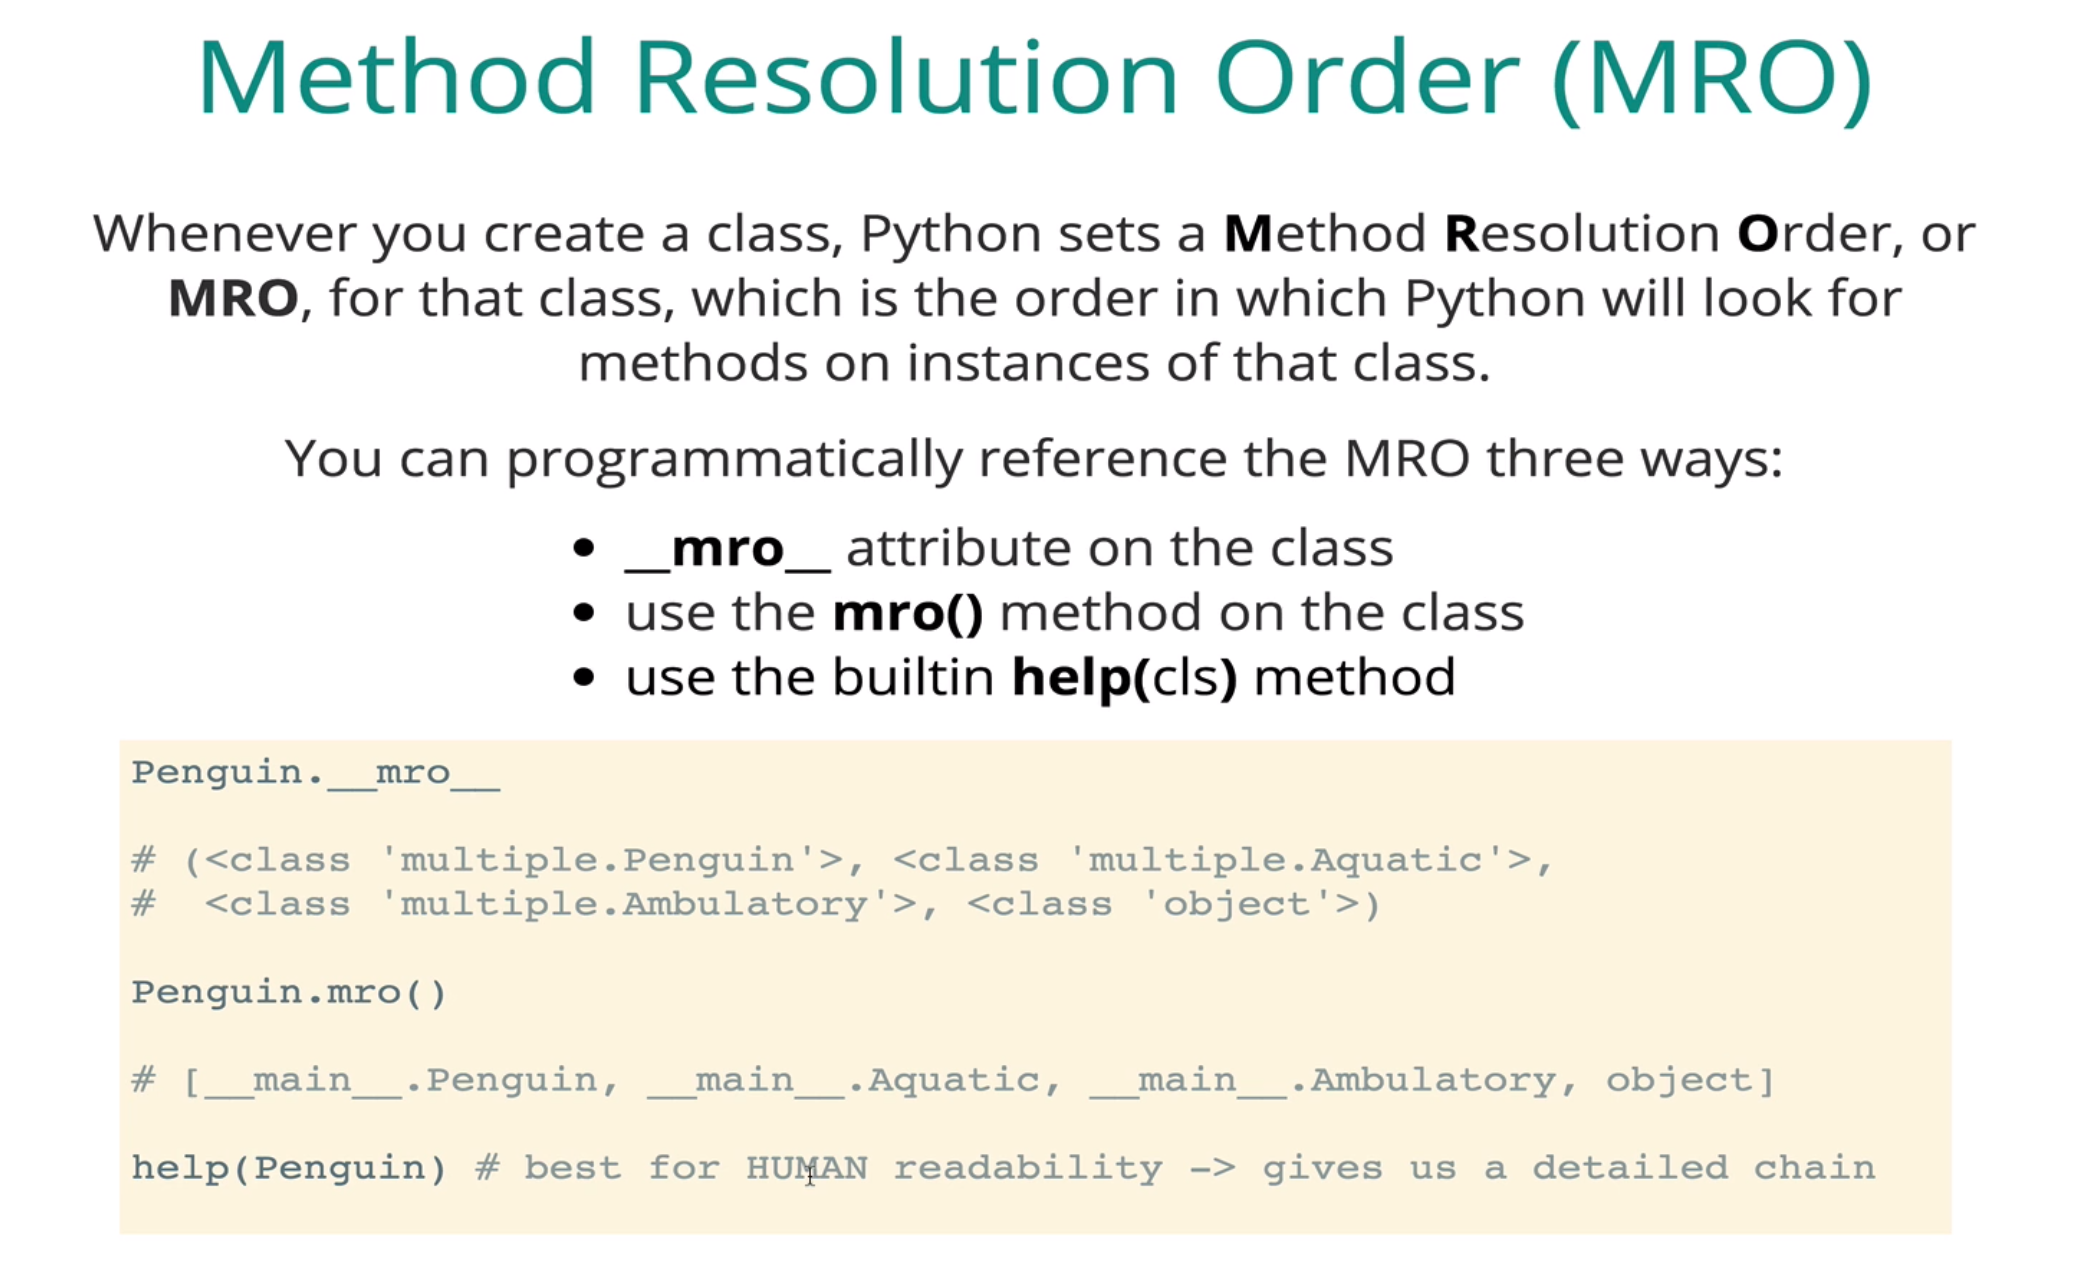 Method Resolution Order (MRO)
Whenever you create a class, Python sets a Method Resolution Order, or
MRO, for that class, which is the order in which Python will look for
methods on instances of that class.
You can programmatically reference the MRO three ways:
• __mro__ attribute on the class
• use the mro() method on the class
• use the builtin help(cls) method
Penguin.__mro__
# (<class 'multiple.Penguin'>, <class 'multiple.Aquatic'>,
#  <class 'multiple.Ambulatory'>, <class 'object'>)
Penguin.mro()
# [__main__.Penguin, __main__.Aquatic, __main__.Ambulatory, object]
help(Penguin) # best for HUMAN readability -> gives us a detailed chain